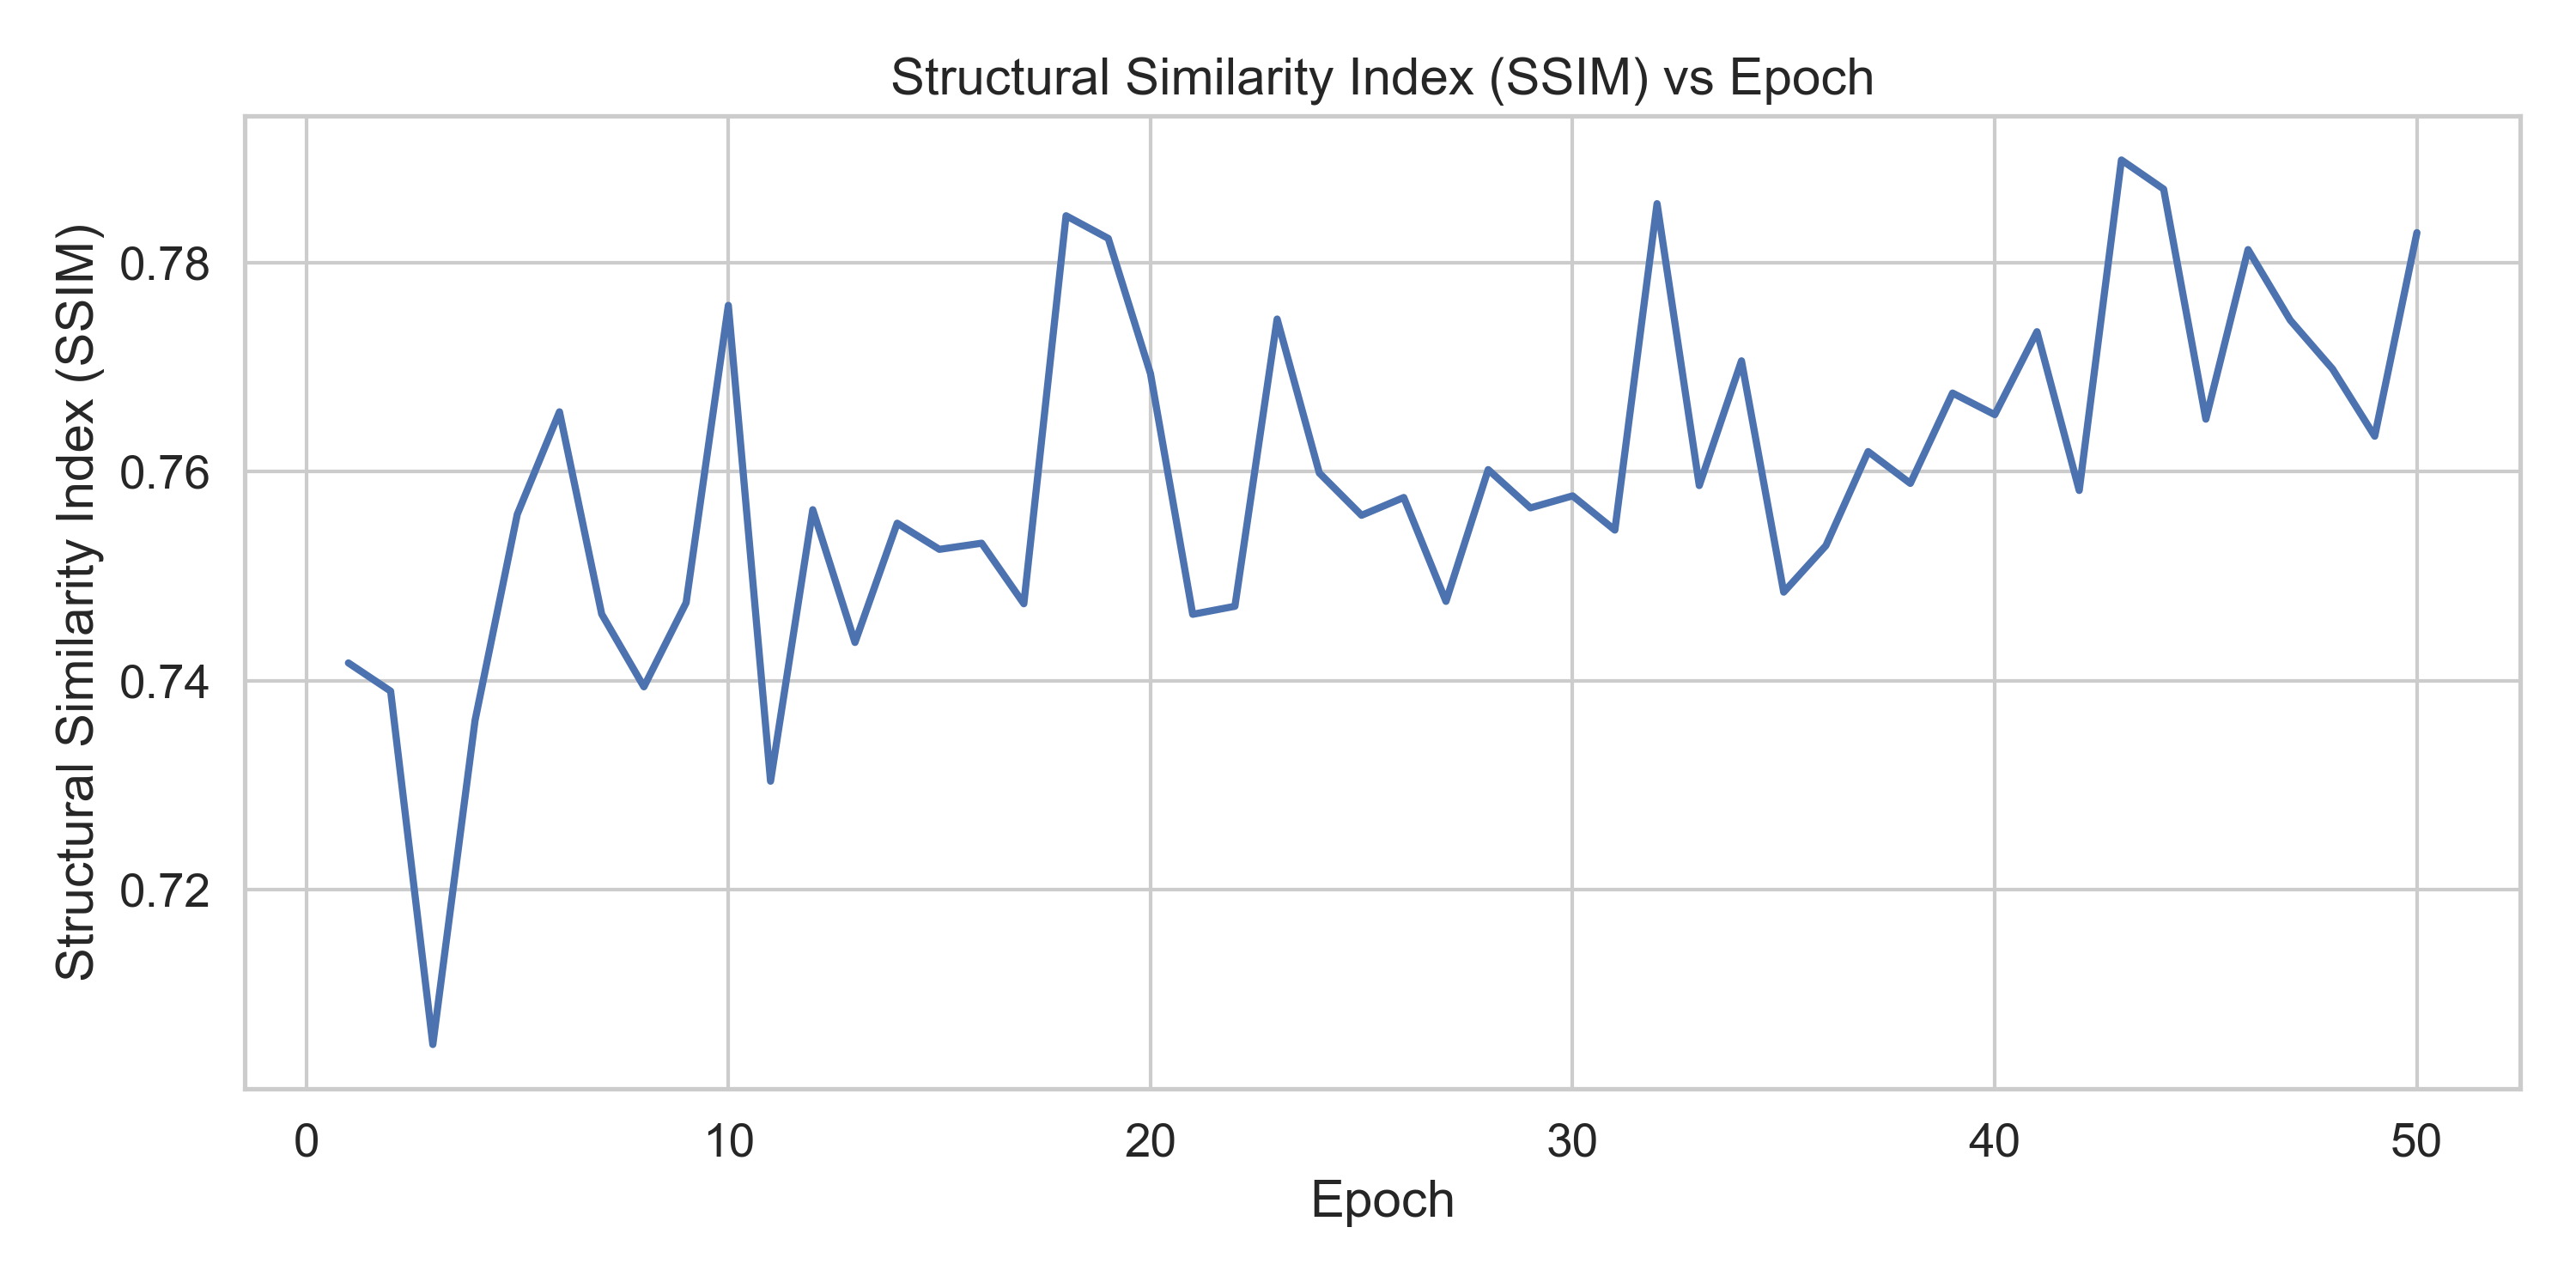 Structural Similarity Index (SSIM) vs Epoch
Structural Similarity Index (SSIM)
0.78
0.76
0.74
0.72
0 10 20 30 40 50
Epoch